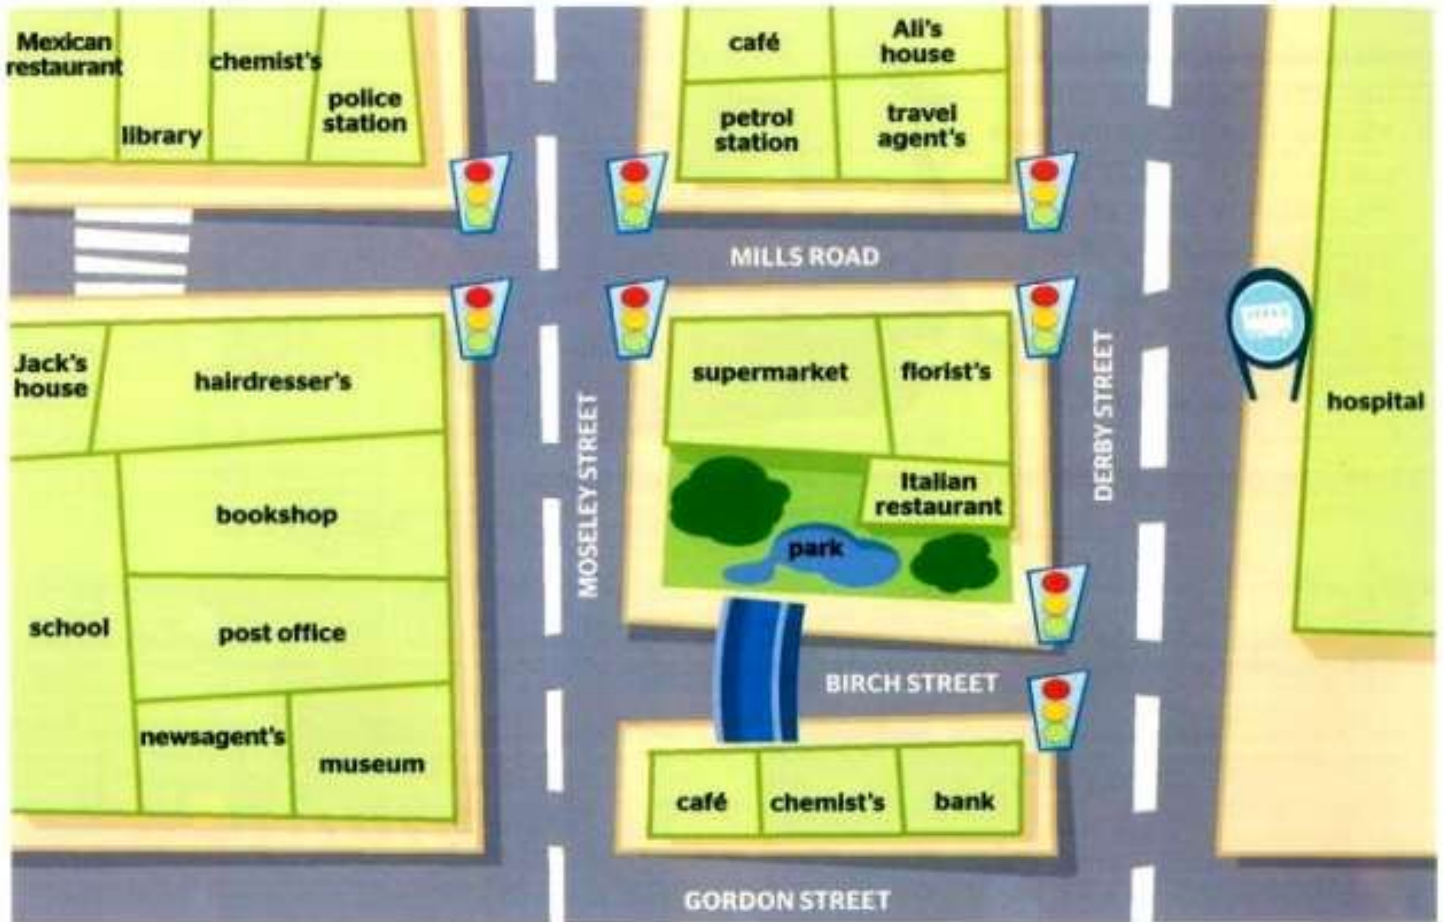 Mexican
restaurant
library
chemist's
police
station
café
Ali's
house
petrol
station
travel
agent's
MILLS ROAD
Jack's
house
hairdresser's
supermarket
florist's
hospital
MOSELEY STREET
DERBY STREET
bookshop
Italian
restaurant
park
school
post office
BIRCH STREET
newsagent's
museum
café
chemist's
bank
GORDON STREET